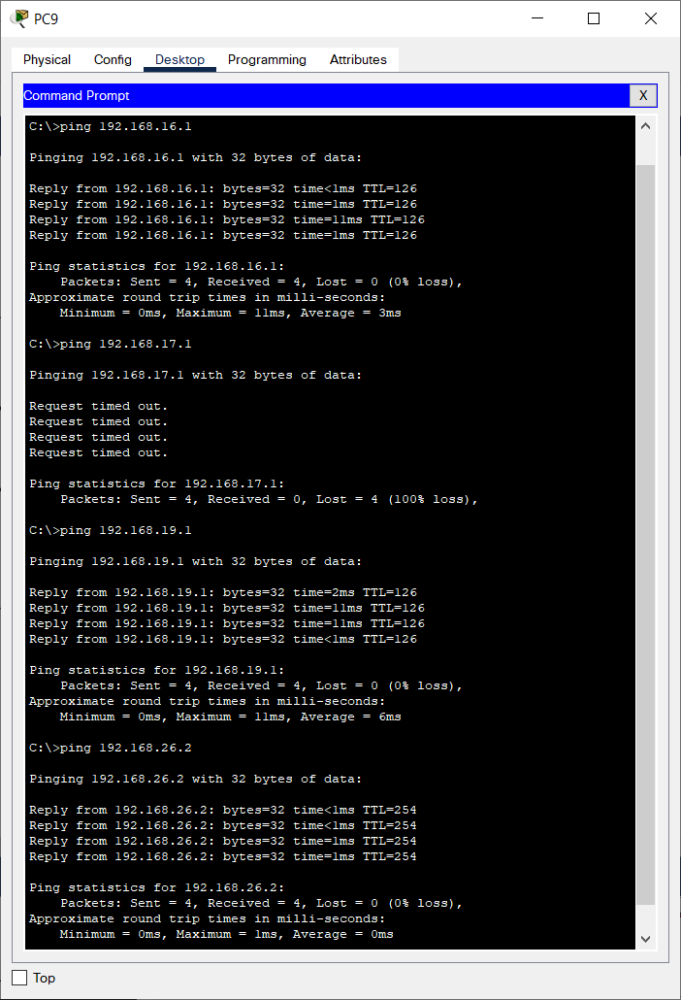 PC9
Physical Config Desktop Programming Attributes
Command Prompt X
C:\>ping 192.168.16.1
Pinging 192.168.16.1 with 32 bytes of data:
Reply from 192.168.16.1: bytes=32 time<1ms TTL=126
Reply from 192.168.16.1: bytes=32 time=1ms TTL=126
Reply from 192.168.16.1: bytes=32 time=11ms TTL=126
Reply from 192.168.16.1: bytes=32 time=1ms TTL=126
Ping statistics for 192.168.16.1:
Packets: Sent = 4, Received = 4, Lost = 0 (0% loss),
Approximate round trip times in milli-seconds:
Minimum = 0ms, Maximum = 11ms, Average = 3ms
C:\>ping 192.168.17.1
Pinging 192.168.17.1 with 32 bytes of data:
Request timed out.
Request timed out.
Request timed out.
Request timed out.
Ping statistics for 192.168.17.1:
Packets: Sent = 4, Received = 0, Lost = 4 (100% loss),
C:\>ping 192.168.19.1
Pinging 192.168.19.1 with 32 bytes of data:
Reply from 192.168.19.1: bytes=32 time=2ms TTL=126
Reply from 192.168.19.1: bytes=32 time=11ms TTL=126
Reply from 192.168.19.1: bytes=32 time=11ms TTL=126
Reply from 192.168.19.1: bytes=32 time<1ms TTL=126
Ping statistics for 192.168.19.1:
Packets: Sent = 4, Received = 4, Lost = 0 (0% loss),
Approximate round trip times in milli-seconds:
Minimum = 0ms, Maximum = 11ms, Average = 6ms
C:\>ping 192.168.26.2
Pinging 192.168.26.2 with 32 bytes of data:
Reply from 192.168.26.2: bytes=32 time<1ms TTL=254
Reply from 192.168.26.2: bytes=32 time<1ms TTL=254
Reply from 192.168.26.2: bytes=32 time=1ms TTL=254
Reply from 192.168.26.2: bytes=32 time=1ms TTL=254
Ping statistics for 192.168.26.2:
Packets: Sent = 4, Received = 4, Lost = 0 (0% loss),
Approximate round trip times in milli-seconds:
Minimum = 0ms, Maximum = 1ms, Average = 0ms
Top